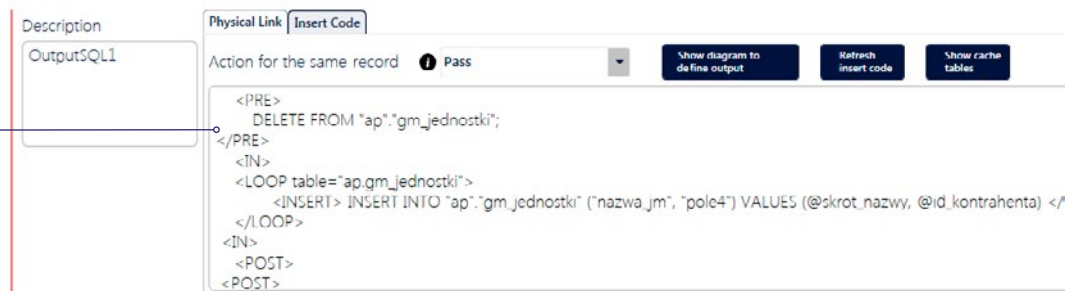 Description
OutputSQL1
Physical Link Insert Code
Action for the same record i Pass
Show diagram to
define output
Refresh
insert code
Show cache
tables
<PRE>
DELETE FROM "ap"."gm_jednostki";
</PRE>
<IN>
<LOOP table="ap.gm_jednostki">
<INSERT> INSERT INTO "ap"."gm_jednostki" ("nazwa_jm", "pole4") VALUES (@skrot_nazwy, @id_kontrahenta) </
</LOOP>
<IN>
<POST>
<POST>